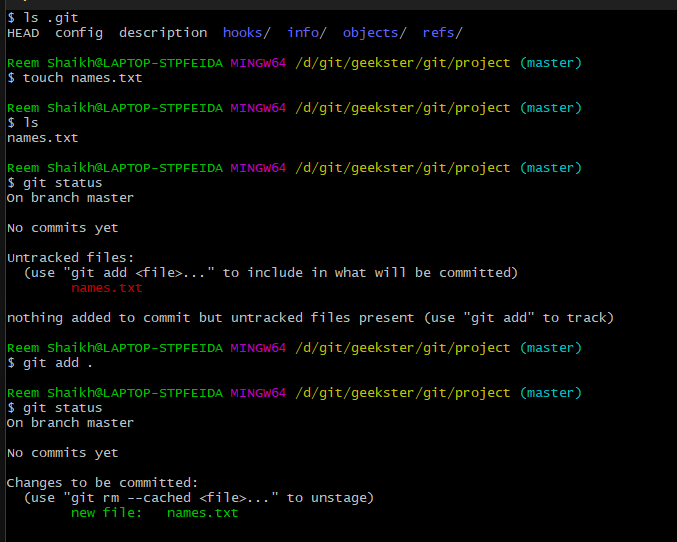 $ ls .git
HEAD  config  description  hooks/  info/  objects/  refs/
Reem Shaikh@LAPTOP-STPFEIDA MINGW64 /d/git/geekster/git/project (master)
$ touch names.txt
Reem Shaikh@LAPTOP-STPFEIDA MINGW64 /d/git/geekster/git/project (master)
$ ls
names.txt
Reem Shaikh@LAPTOP-STPFEIDA MINGW64 /d/git/geekster/git/project (master)
$ git status
On branch master
No commits yet
Untracked files:
  (use "git add <file>..." to include in what will be committed)
        names.txt
nothing added to commit but untracked files present (use "git add" to track)
Reem Shaikh@LAPTOP-STPFEIDA MINGW64 /d/git/geekster/git/project (master)
$ git add .
Reem Shaikh@LAPTOP-STPFEIDA MINGW64 /d/git/geekster/git/project (master)
$ git status
On branch master
No commits yet
Changes to be committed:
  (use "git rm --cached <file>..." to unstage)
        new file:   names.txt